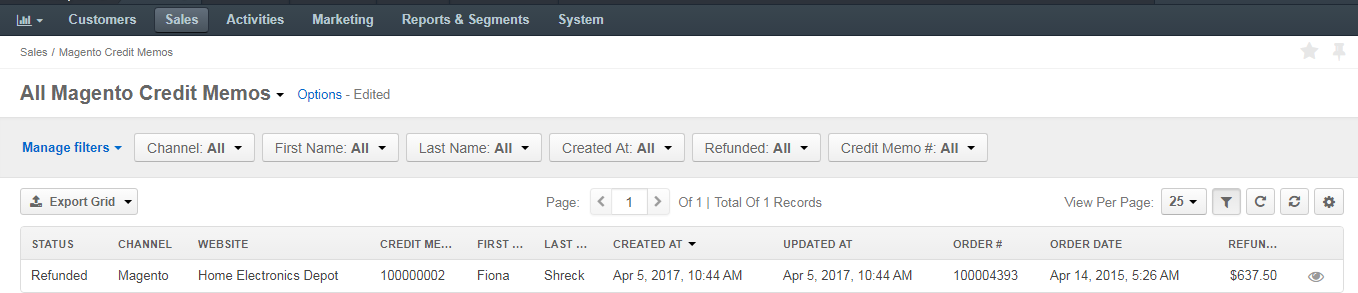 Customers Sales Activities Marketing Reports & Segments System
Sales / Magento Credit Memos
All Magento Credit Memos Options - Edited
Manage filters Channel: All First Name: All Last Name: All Created At: All Refunded: All Credit Memo #: All
Export Grid Page: 1 Of 1 | Total Of 1 Records View Per Page: 25
STATUS CHANNEL WEBSITE CREDIT ME... FIRST ... LAST ... CREATED AT UPDATED AT ORDER # ORDER DATE REFUN...
Refunded Magento Home Electronics Depot 100000002 Fiona Shreck Apr 5, 2017, 10:44 AM Apr 5, 2017, 10:44 AM 100004393 Apr 14, 2015, 5:26 AM $637.50